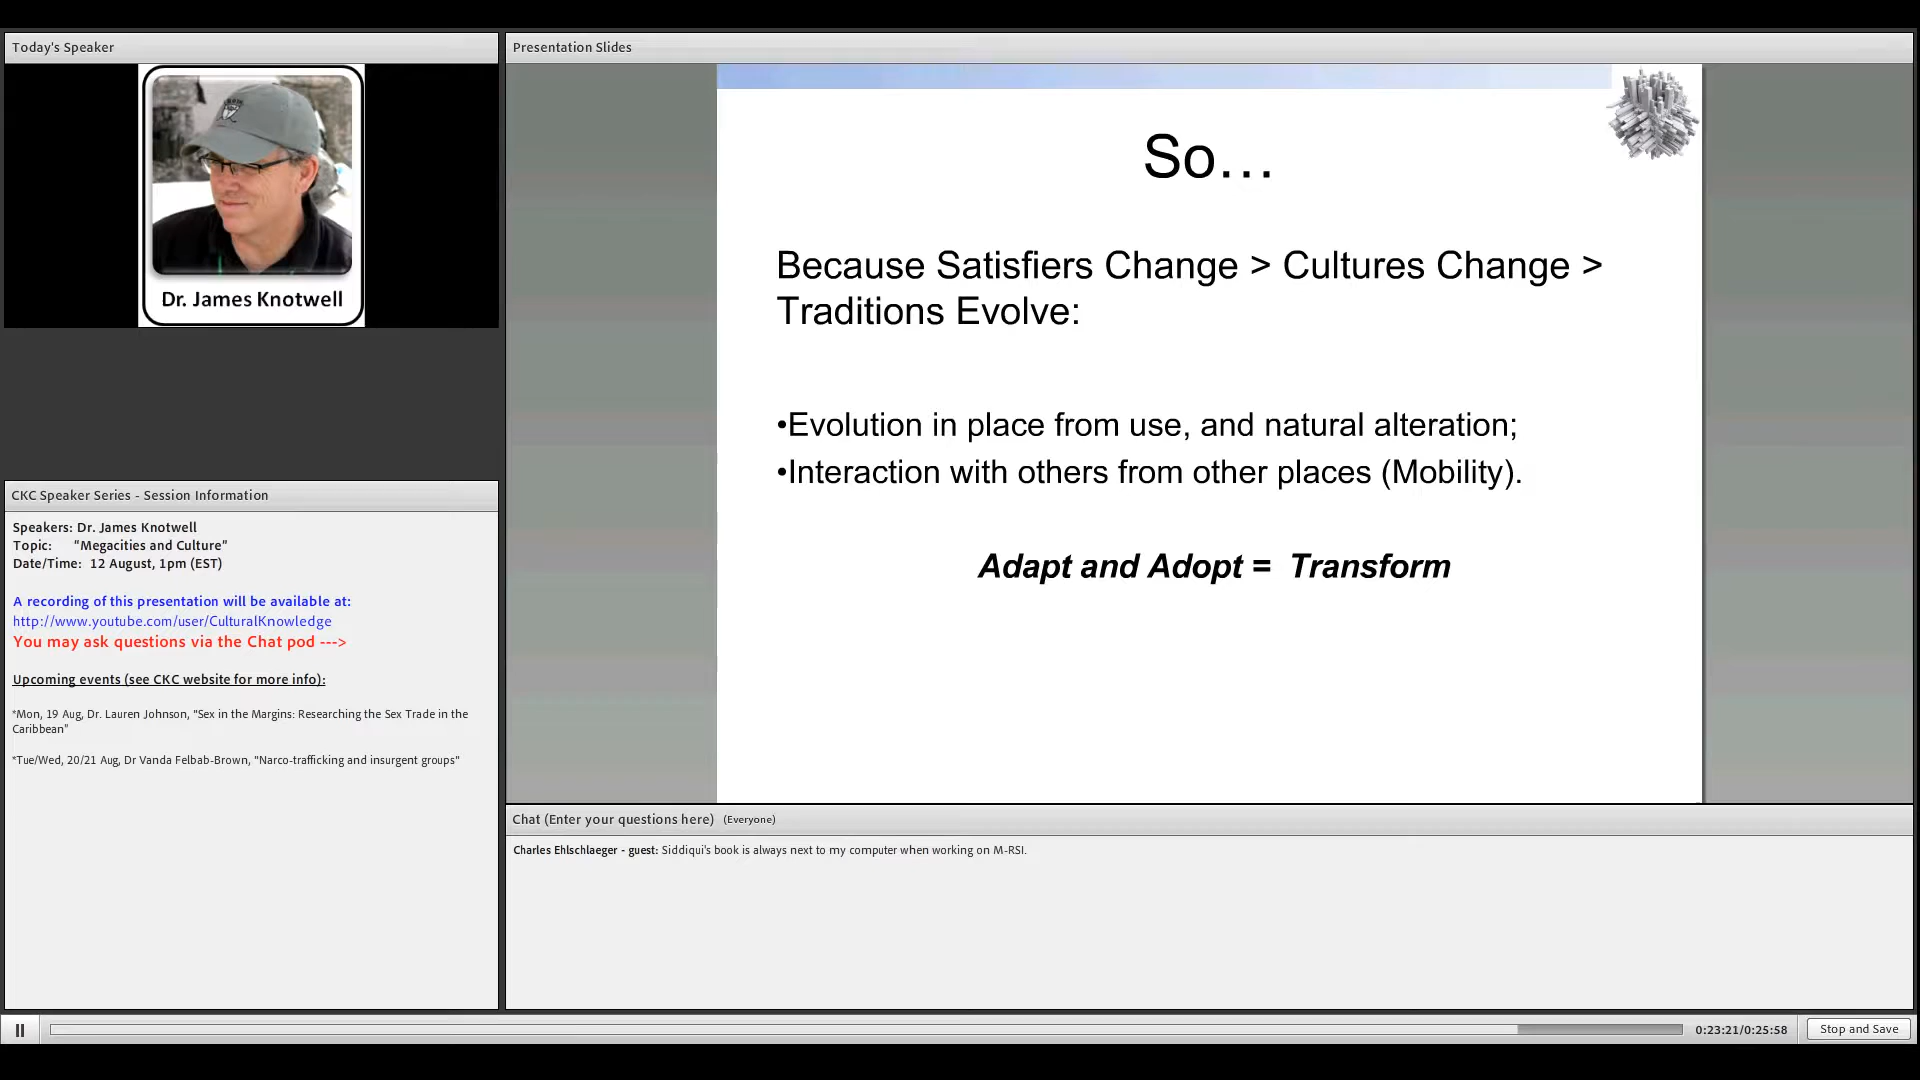 Today's Speaker
Dr. James Knotwell
CKC Speaker Series - Session Information
Speakers: Dr. James Knotwell
Topic: “Megacities and Culture”
Date/Time: 12 August, 1pm (EST)
A recording of this presentation will be available at:
http://www.youtube.com/user/CulturalKnowledge
You may ask questions via the Chat pod --->
Upcoming events (see CKC website for more info):
*Mon, 19 Aug, Dr. Lauren Johnson, "Sex in the Margins: Researching the Sex Trade in the
Caribbean"
*Tue/Wed, 20/21 Aug, Dr Vanda Felbab-Brown, "Narco-trafficking and insurgent groups"
Presentation Slides
So…
Because Satisfiers Change > Cultures Change >
Traditions Evolve:
•Evolution in place from use, and natural alteration;
•Interaction with others from other places (Mobility).
Adapt and Adopt = Transform
Chat (Enter your questions here) (Everyone)
Charles Ehlschlaeger - guest: Siddiqui's book is always next to my computer when working on M-RSI.
0:23:21/0:25:58
Stop and Save